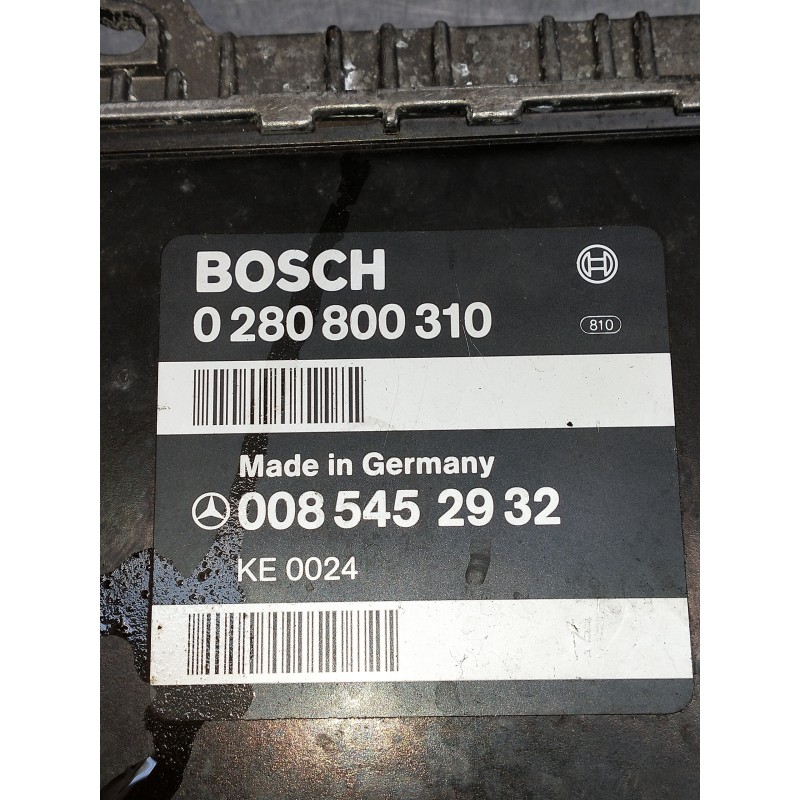 BOSCH
0 280 800 310
810
Made in Germany
008 545 29 32
KE 0024